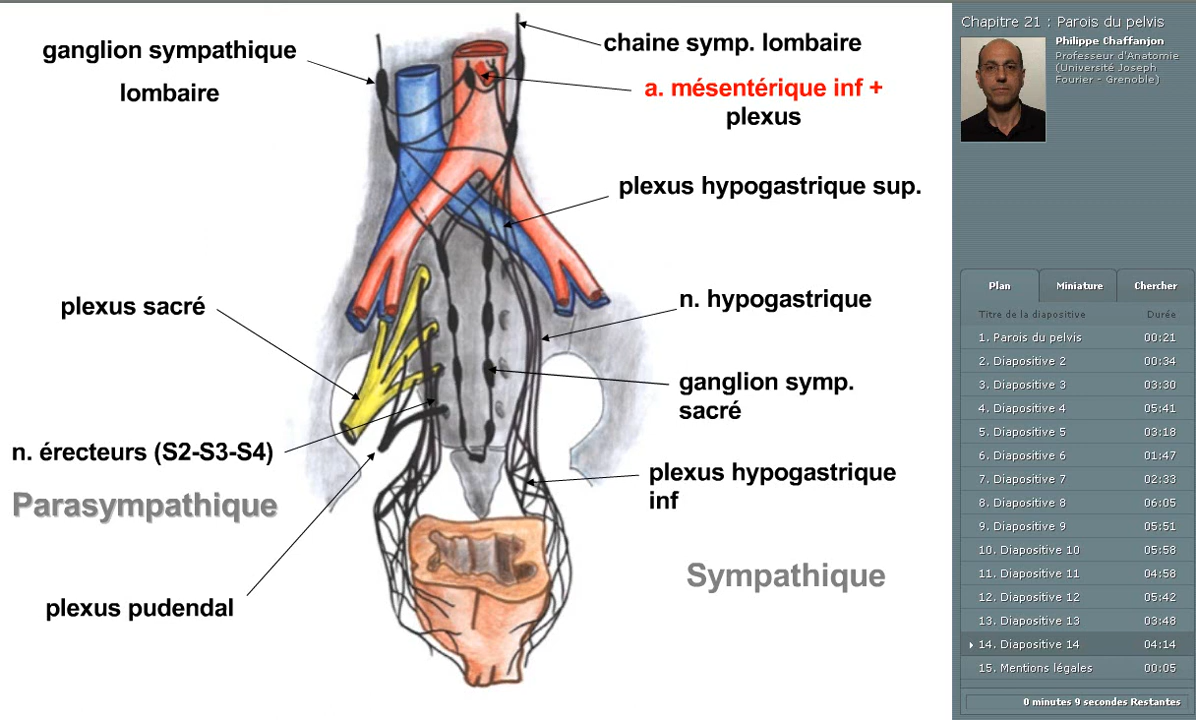 ganglion sympathique
lombaire
chaine symp. lombaire
a. mésentérique inf +
plexus
plexus hypogastrique sup.
plexus sacré
n. hypogastrique
ganglion symp.
sacré
n. érecteurs (S2-S3-S4)
Parasympathique
plexus hypogastrique
inf
Sympathique
plexus pudendal
Chapitre 21 : Parois du pelvis
Philippe Chaffanjon
Professeur d'Anatomie
(Université Joseph
Fourier - Grenoble)
Plan
Miniature
Chercher
Titre de la diapositive Durée
1. Parois du pelvis 00:21
2. Diapositive 2 00:34
3. Diapositive 3 03:30
4. Diapositive 4 05:41
5. Diapositive 5 03:18
6. Diapositive 6 01:47
7. Diapositive 7 02:33
8. Diapositive 8 06:05
9. Diapositive 9 05:51
10. Diapositive 10 05:58
11. Diapositive 11 04:58
12. Diapositive 12 05:42
13. Diapositive 13 03:48
14. Diapositive 14 04:14
15. Mentions légales 00:05
0 minutes 9 secondes Restantes